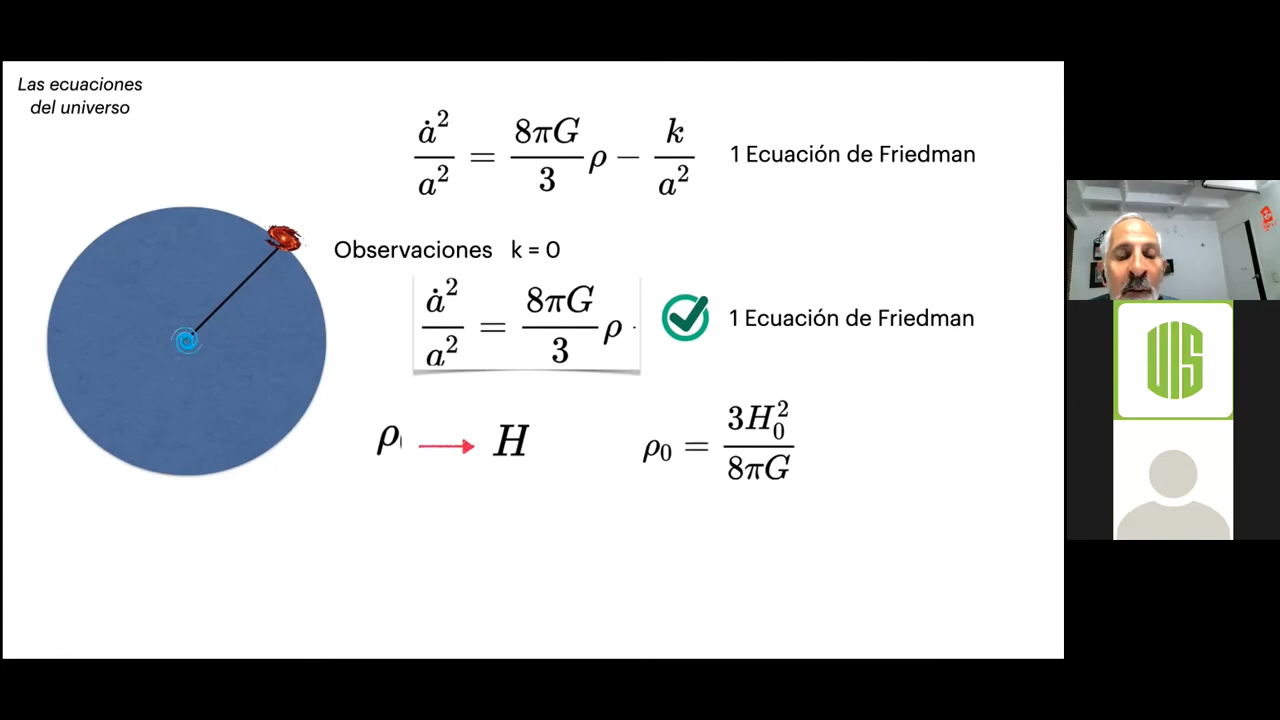 Las ecuaciones
del universo
ȧ²/a² = 8πG/3 ρ − k/a²
1 Ecuación de Friedman
Observaciones k = 0
ȧ²/a² = 8πG/3 ρ
1 Ecuación de Friedman
ρ → H
ρ₀ = 3H₀²/8πG
UIS